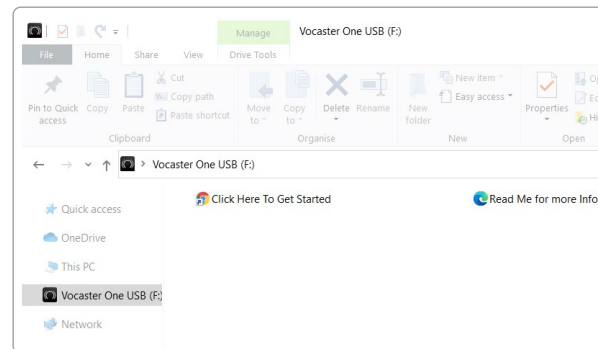 Manage
Vocaster One USB (F:)
File
Home
Share
View
Drive Tools
Pin to Quick access
Copy
Paste
Cut
Copy path
Paste shortcut
Move to
Copy to
Delete
Rename
New folder
New item
Easy access
Properties
Clipboard
Organise
New
Open
Vocaster One USB (F:)
Quick access
OneDrive
This PC
Vocaster One USB (F:)
Network
Click Here To Get Started
Read Me for more Info